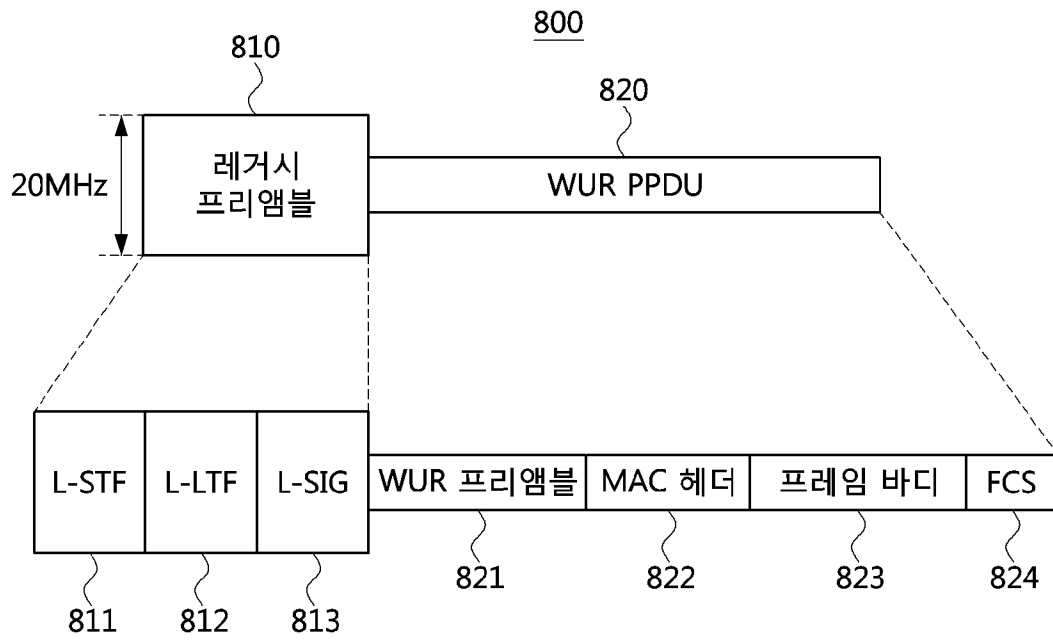 800
810
820
20MHz
레거시
프리앰블
WUR PPDU
L-STF
L-LTF
L-SIG
WUR 프리앰블
MAC 헤더
프레임 바디
FCS
811
812
813
821
822
823
824